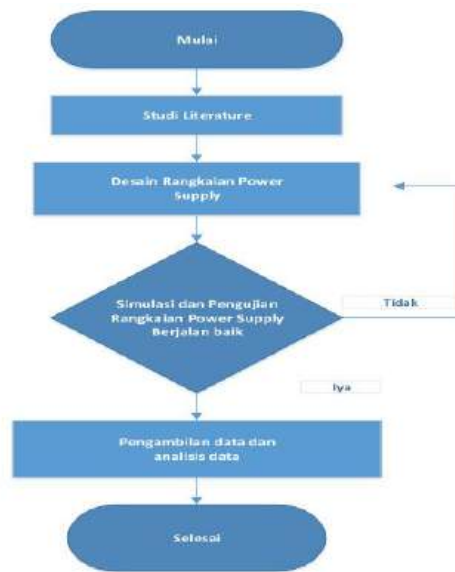 Mulai
Studi Literature
Desain Rangkaian Power
Supply
Simulasi dan Pengujian
Rangkaian Power Supply
Berjalan baik
Tidak
Iya
Pengambilan data dan
analisis data
Selesai